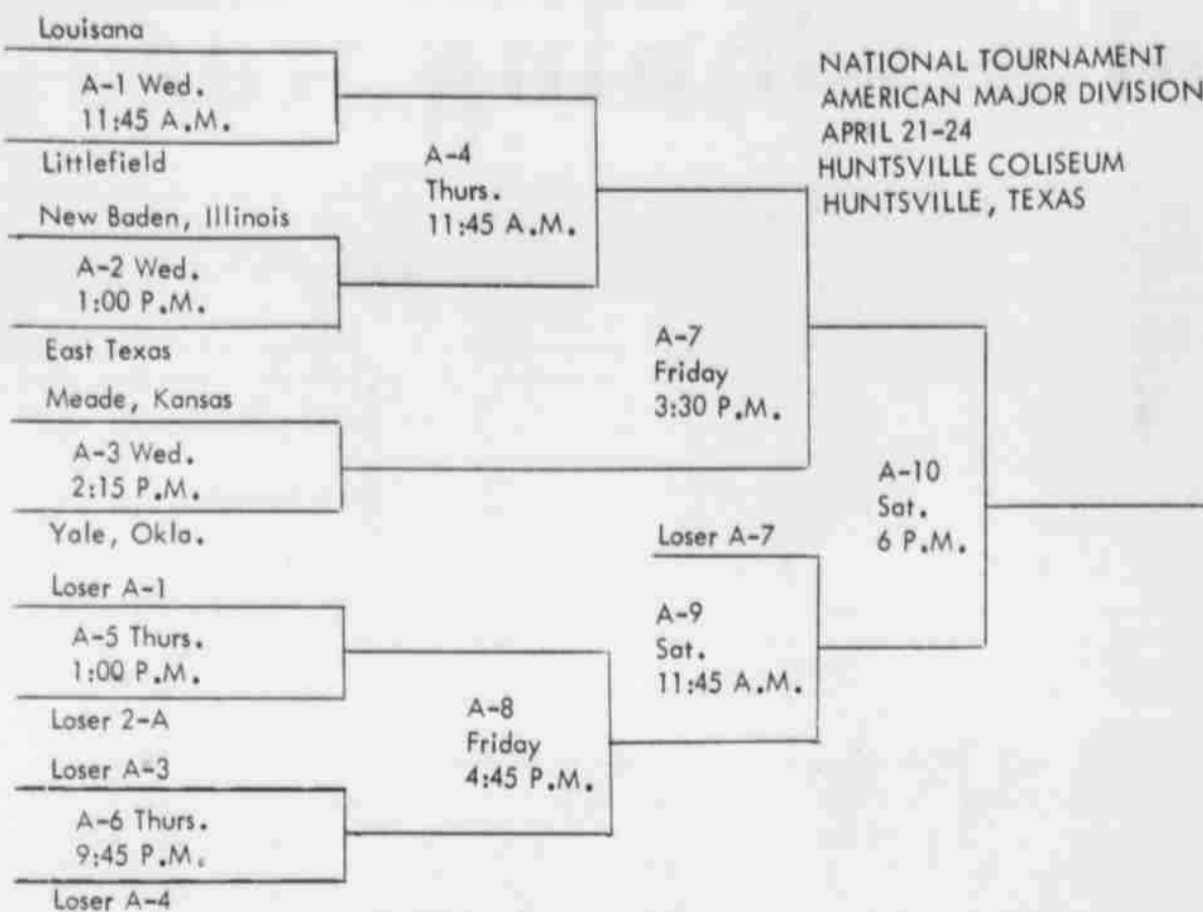 Louisana
A-1 Wed.
11:45 A.M.
Littlefield
New Baden, Illinois
A-2 Wed.
1:00 P.M.
East Texas
Meade, Kansas
A-3 Wed.
2:15 P.M.
Yale, Okla.
Loser A-1
A-5 Thurs.
1:00 P.M.
Loser 2-A
Loser A-3
A-6 Thurs.
9:45 P.M.
Loser A-4
A-4
Thurs.
11:45 A.M.
A-8
Friday
4:45 P.M.
A-7
Friday
3:30 P.M.
Loser A-7
A-9
Sat.
11:45 A.M.
A-10
Sat.
6 P.M.
NATIONAL TOURNAMENT
AMERICAN MAJOR DIVISION
APRIL 21-24
HUNTSVILLE COLISEUM
HUNTSVILLE, TEXAS